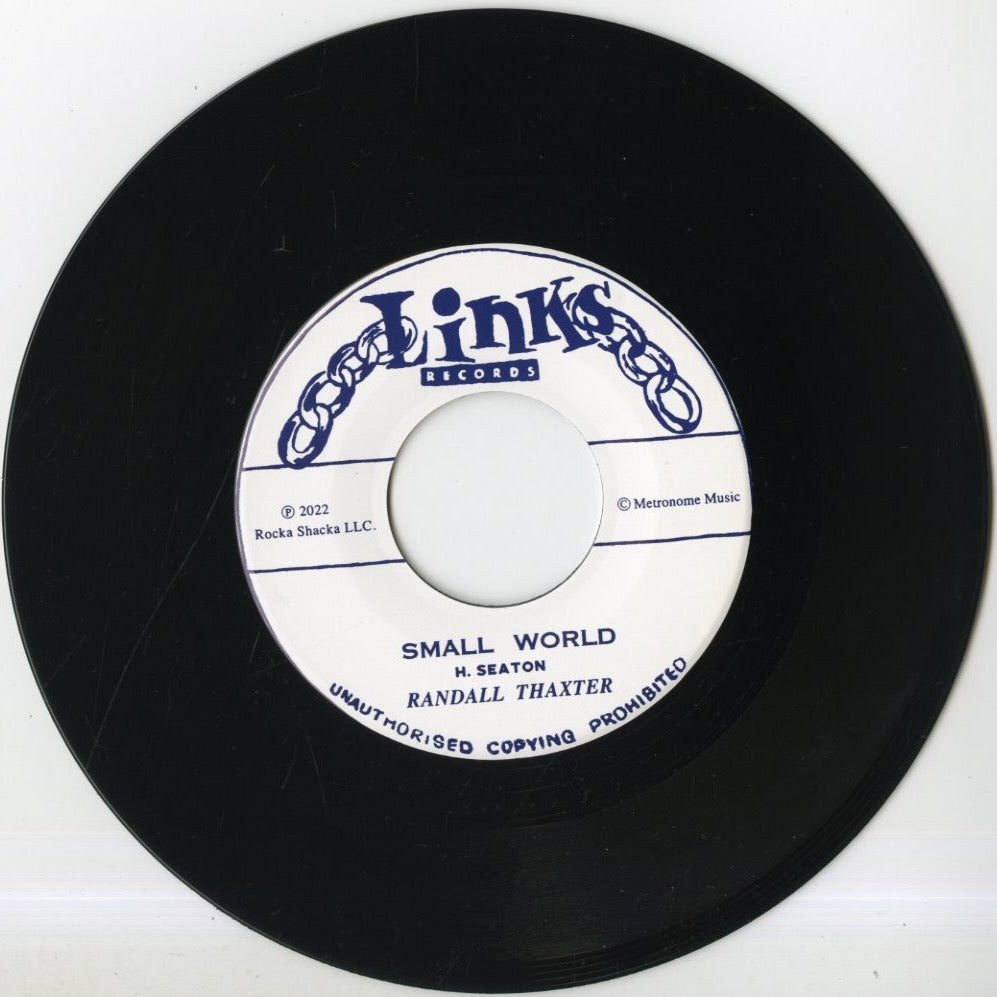 Links
RECORDS
℗ 2022
Rocka Shacka LLC.
© Metronome Music
SMALL WORLD
H. SEATON
RANDALL THAXTER
UNAUTHORISED COPYING PROHIBITED